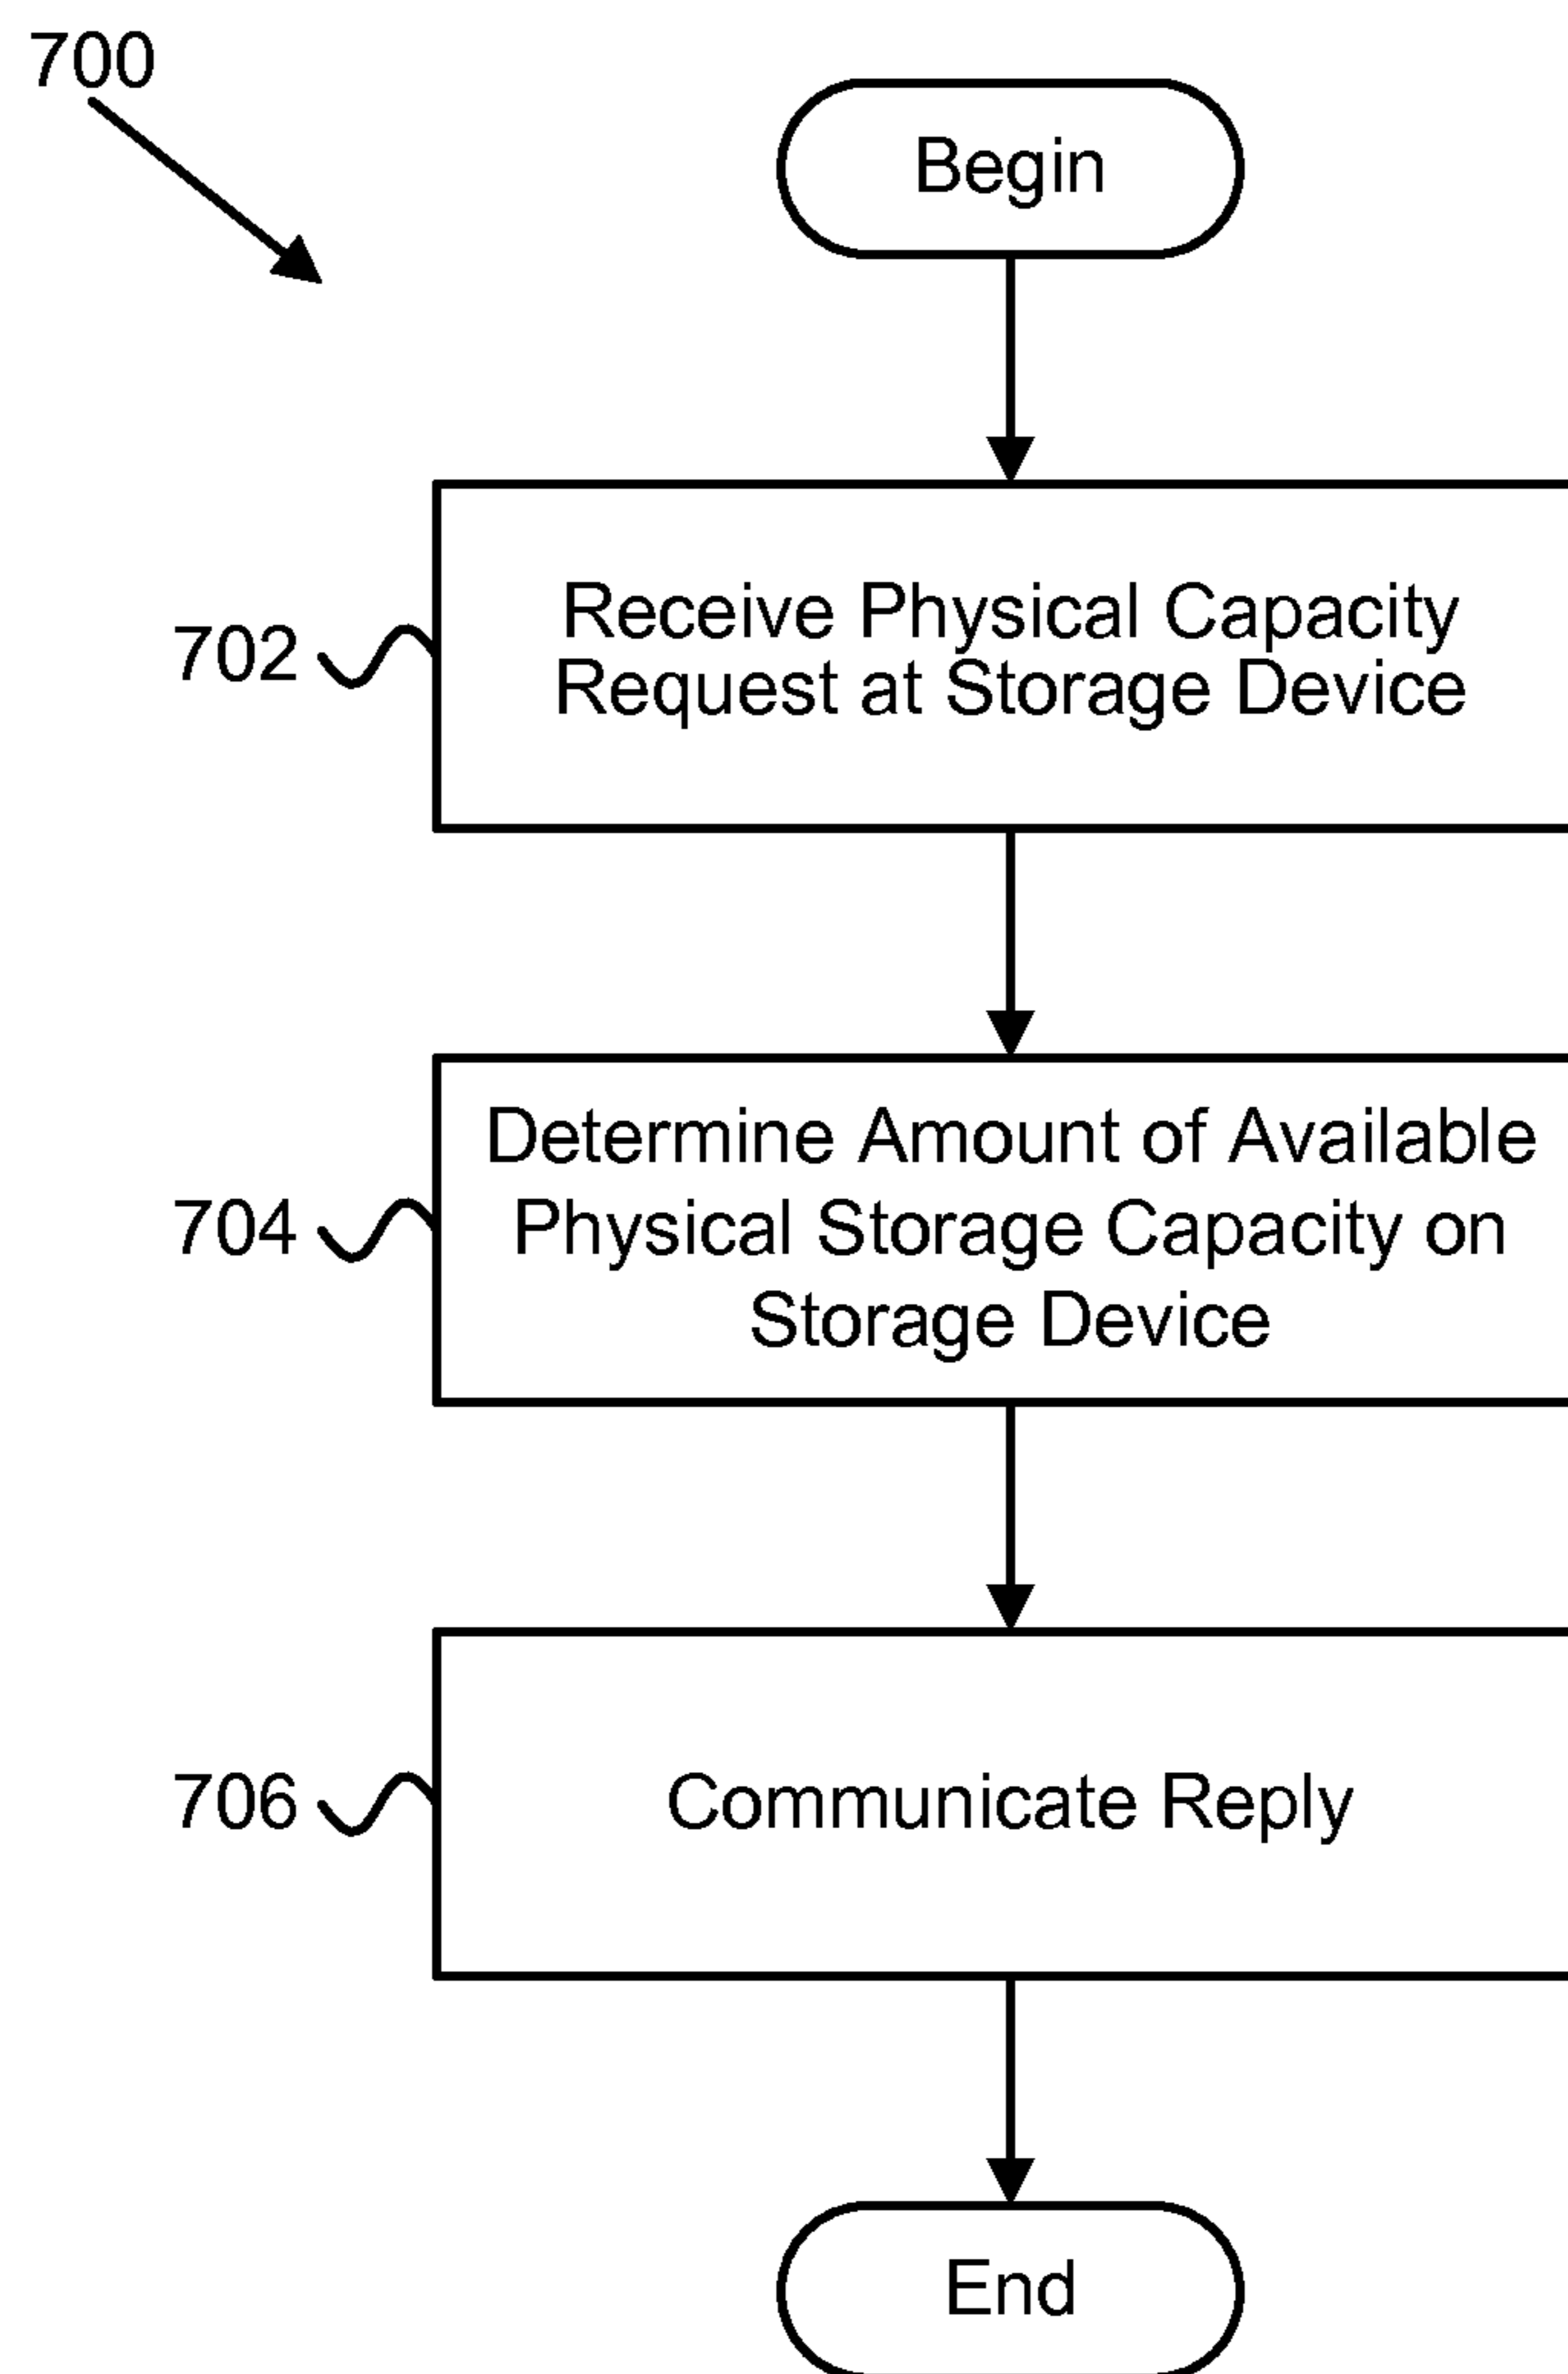 700
Begin
702
Receive Physical Capacity
Request at Storage Device
704
Determine Amount of Available
Physical Storage Capacity on
Storage Device
706
Communicate Reply
End